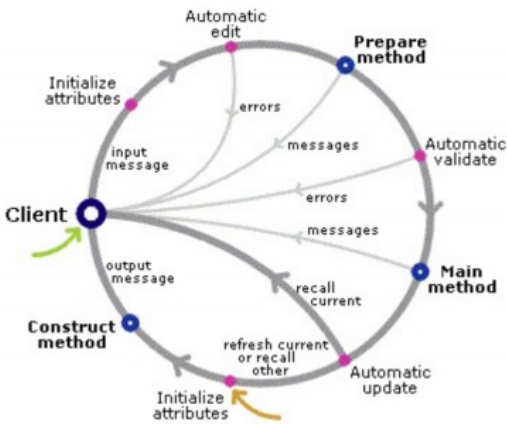 Automatic
edit
Prepare
method
Initialize
attributes
errors
messages
Automatic
validate
input
message
errors
Client
messages
output
message
Main
method
recall
current
Construct
method
refresh current
or recall
other
Automatic
update
Initialize
attributes